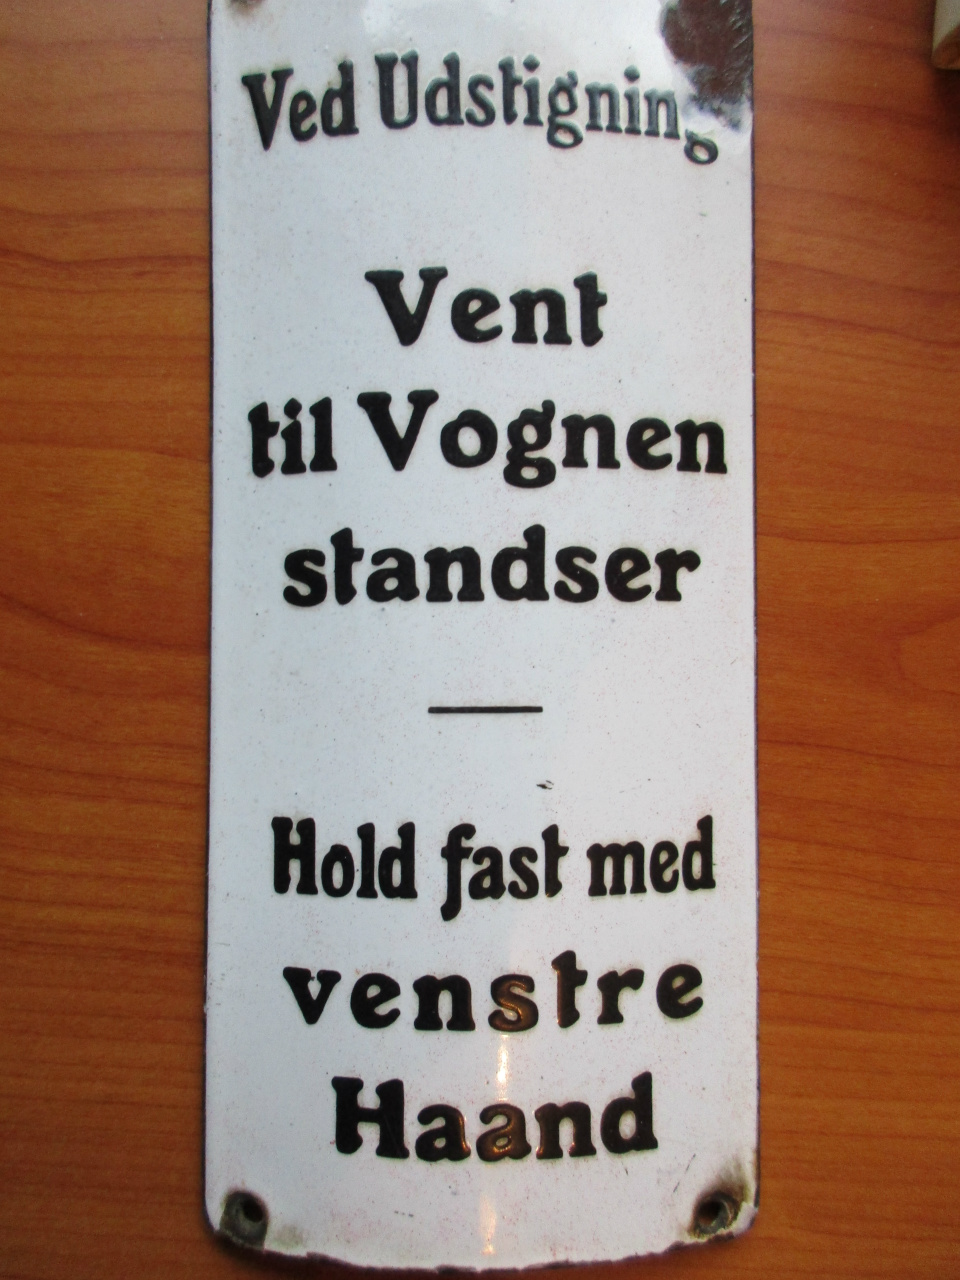 Ved Udstigning
Vent
til Vognen
standser
Hold fast med
venstre
Haand